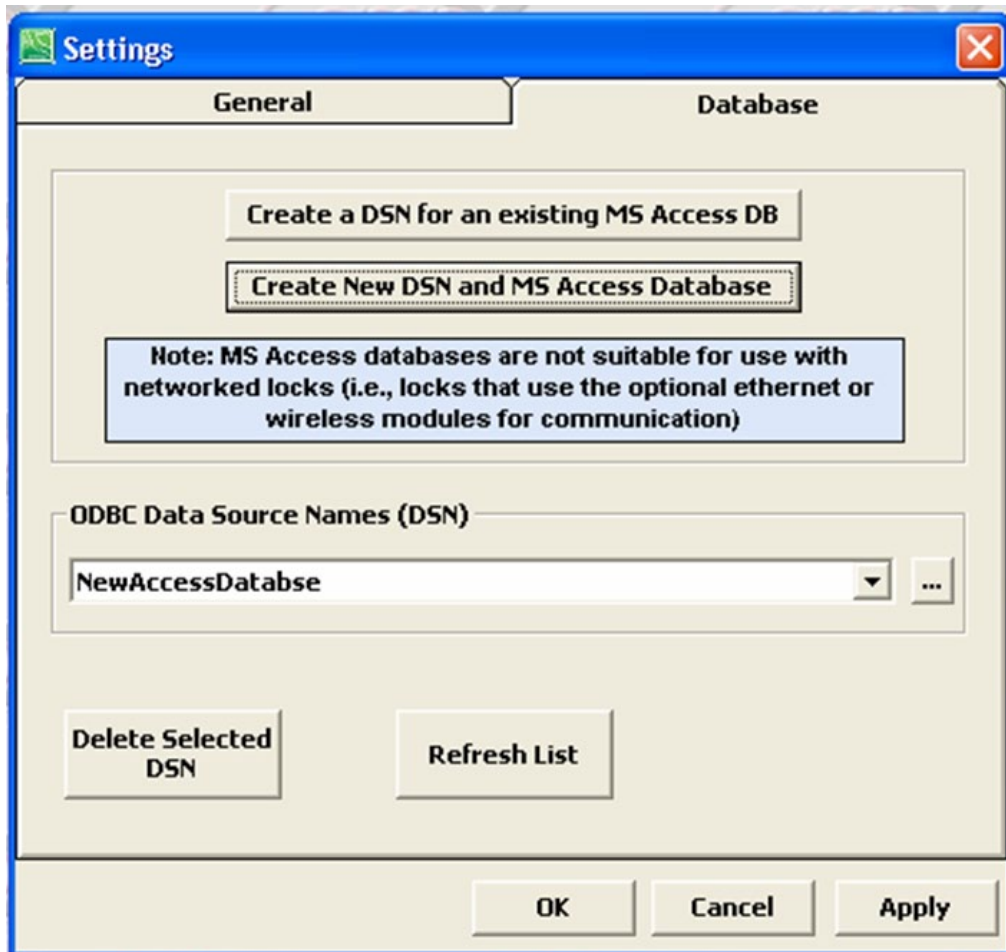 Settings
General
Database
Create a DSN for an existing MS Access DB
Create New DSN and MS Access Database
Note: MS Access databases are not suitable for use with
networked locks (i.e., locks that use the optional ethernet or
wireless modules for communication)
ODBC Data Source Names (DSN)
NewAccessDatabse
...
Delete Selected
DSN
Refresh List
OK
Cancel
Apply